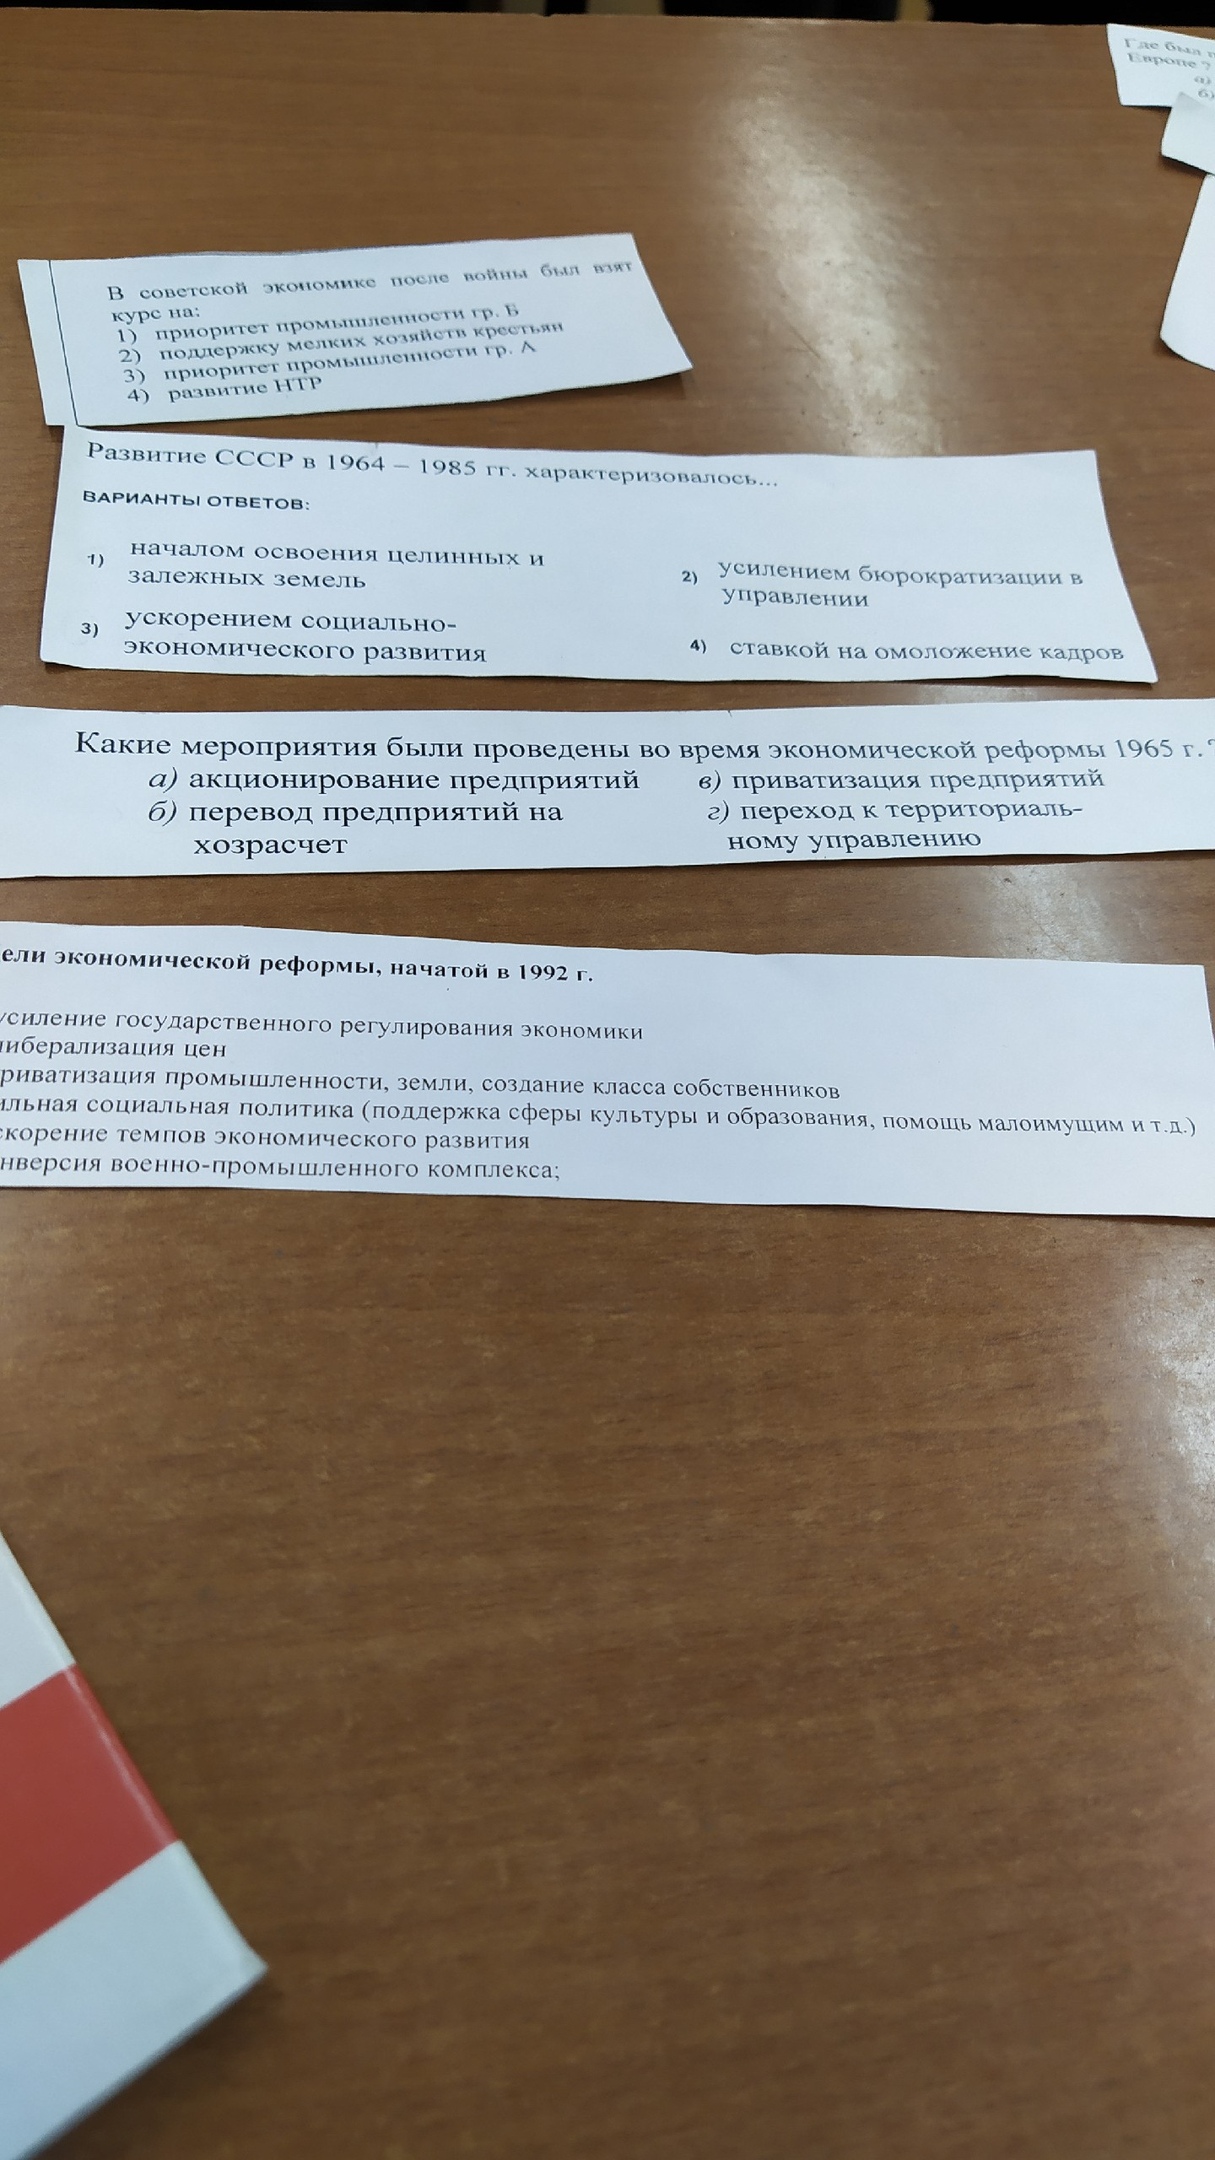 Где был
Европе ?
а)
б)
В советской экономике после войны был взят
курс на:
1) приоритет промышленности гр. Б
2) поддержку мелких хозяйств крестьян
3) приоритет промышленности гр. А
4) развитие НТР
Развитие СССР в 1964 – 1985 гг. характеризовалось...
ВАРИАНТЫ ОТВЕТОВ:
1) началом освоения целинных и
залежных земель
2) усилением бюрократизации в
управлении
3) ускорением социально-
экономического развития
4) ставкой на омоложение кадров
Какие мероприятия были проведены во время экономической реформы 1965 г.?
а) акционирование предприятий
б) перевод предприятий на
хозрасчет
в) приватизация предприятий
г) переход к территориаль-
ному управлению
ели экономической реформы, начатой в 1992 г.
усиление государственного регулирования экономики
либерализация цен
риватизация промышленности, земли, создание класса собственников
ильная социальная политика (поддержка сферы культуры и образования, помощь малоимущим и т.д.)
скорение темпов экономического развития
нверсия военно-промышленного комплекса;